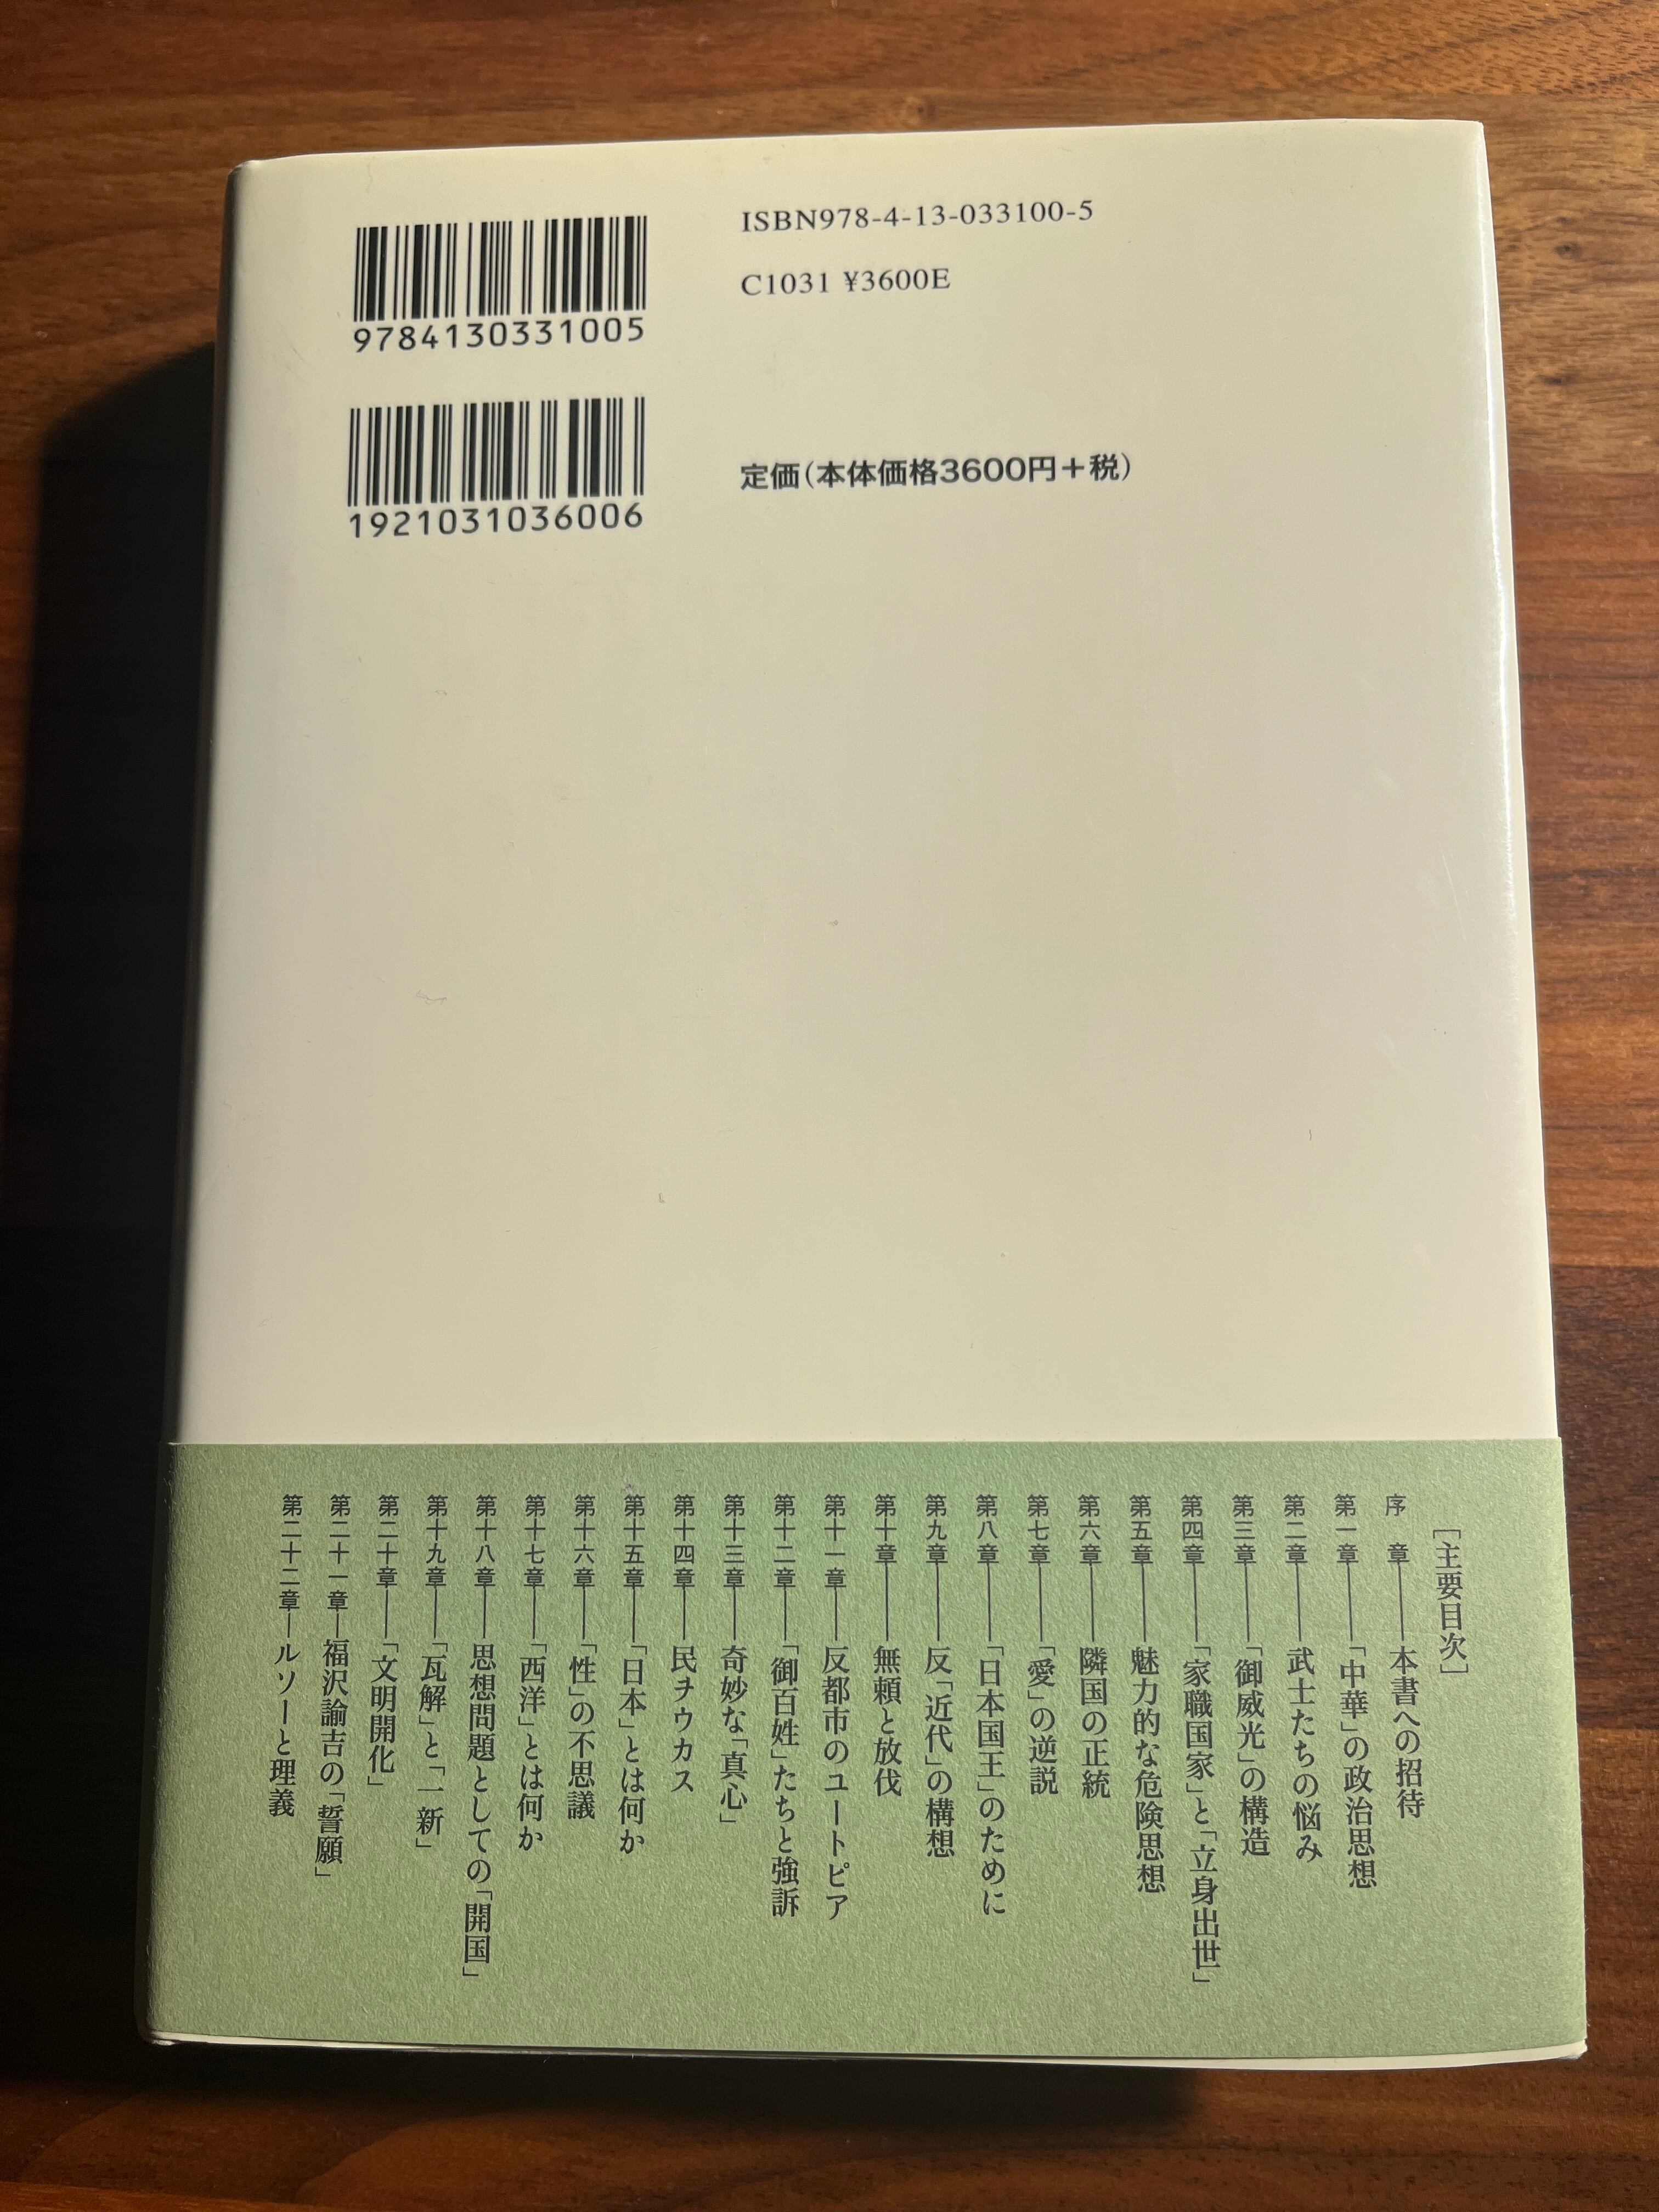 ISBN978-4-13-033100-5
C1031 ¥3600E
9784130331005
1921031036006
定価(本体価格3600円+税)
[主要目次]
序 章――本書への招待
第一章――「中華」の政治思想
第二章――武士たちの悩み
第三章――「御威光」の構造
第四章――「家職国家」と「立身出世」
第五章――魅力的な危険思想
第六章――隣国の正統
第七章――「愛」の逆説
第八章――「日本国王」のために
第九章――反「近代」の構想
第十章――無頼と放伐
第十一章――反都市のユートピア
第十二章――「御百姓」たちと強訴
第十三章――奇妙な「真心」
第十四章――民ヲウカス
第十五章――「日本」とは何か
第十六章――「性」の不思議
第十七章――「西洋」とは何か
第十八章――思想問題としての「開国」
第十九章――「瓦解」と「一新」
第二十章――「文明開化」
第二十一章―福沢諭吉の「誓願」
第二十二章―ルソーと理義